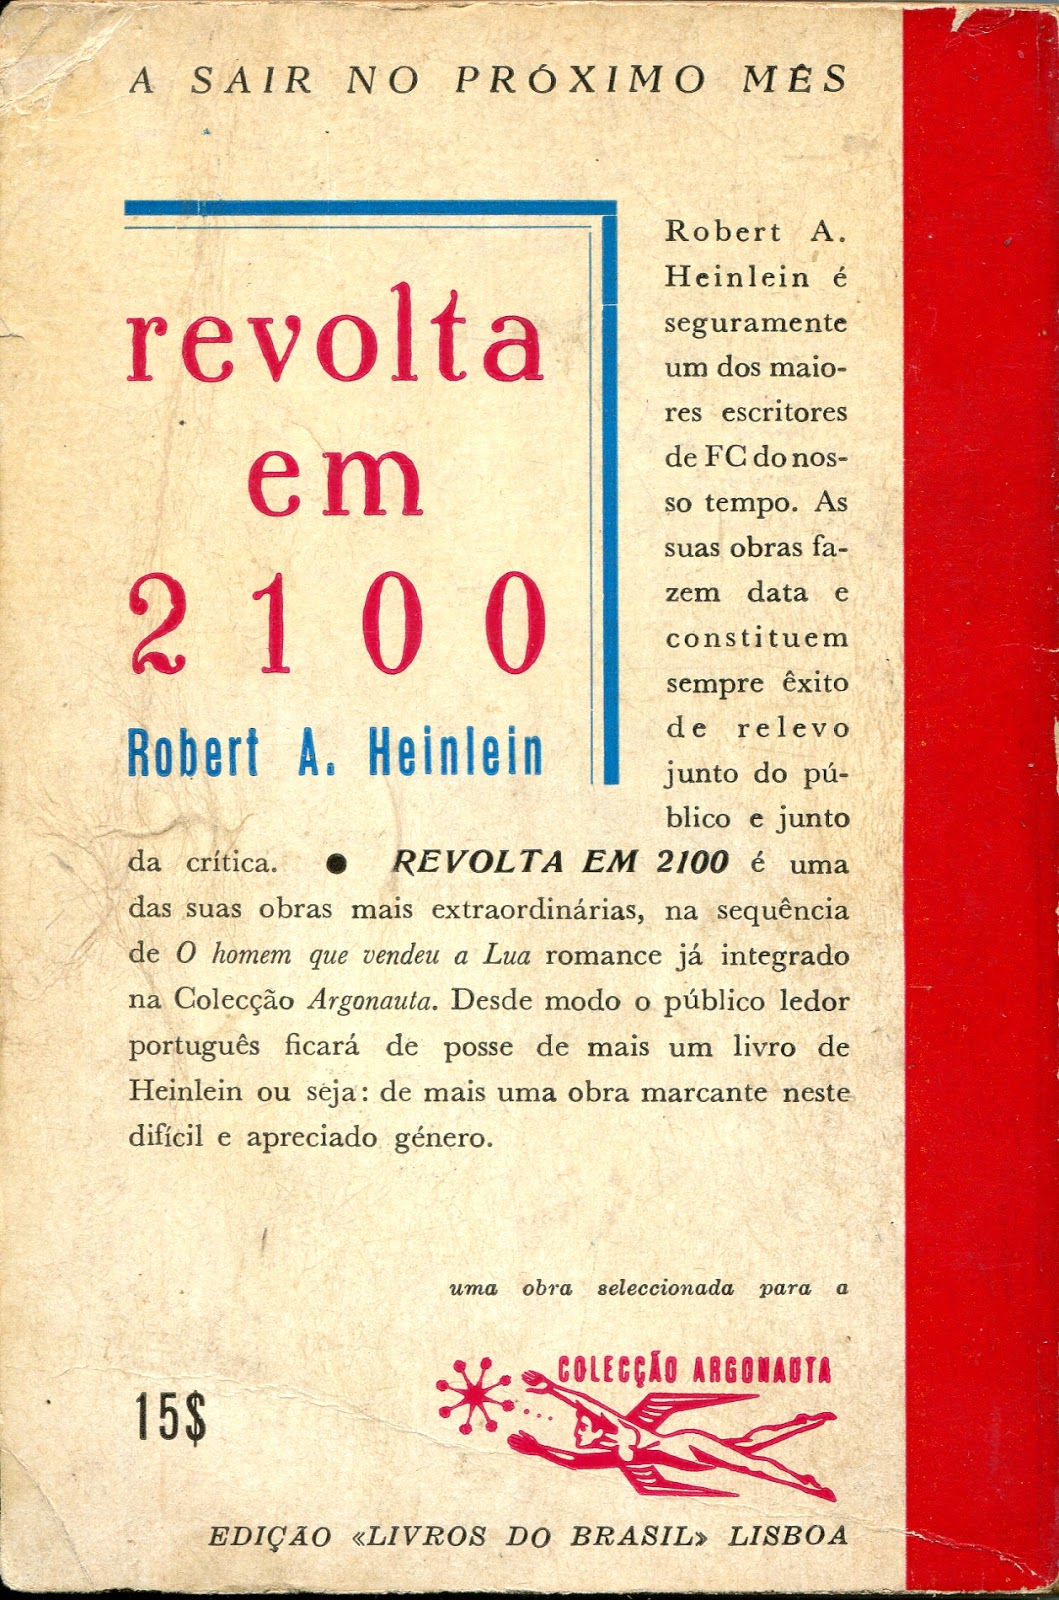 A SAIR NO PRÓXIMO MÊS
revolta
em
2100
Robert A. Heinlein
Robert A.
Heinlein é
seguramente
um dos maio-
res escritores
de FC do nos-
so tempo. As
suas obras fa-
zem data e
constituem
sempre êxito
de relevo
junto do pú-
blico e junto
da crítica. ● REVOLTA EM 2100 é uma
das suas obras mais extraordinárias, na sequência
de O homem que vendeu a Lua romance já integrado
na Colecção Argonauta. Desde modo o público ledor
português ficará de posse de mais um livro de
Heinlein ou seja: de mais uma obra marcante neste
difícil e apreciado género.
uma obra seleccionada para a
COLECÇÃO ARGONAUTA
15$
EDIÇÃO «LIVROS DO BRASIL» LISBOA